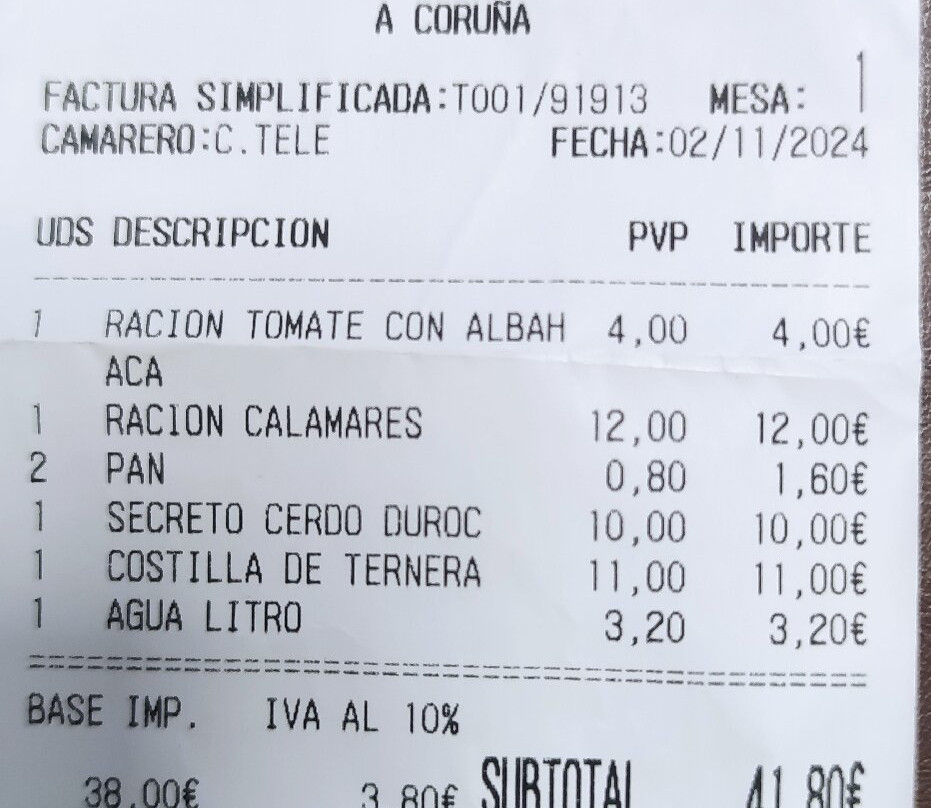 A CORUÑA
FACTURA SIMPLIFICADA:T001/91913 MESA: 1
CAMARERO:C.TELE FECHA:02/11/2024
UDS DESCRIPCION PVP IMPORTE
1 RACION TOMATE CON ALBAH 4,00 4,00€
ACA
1 RACION CALAMARES 12,00 12,00€
2 PAN 0,80 1,60€
1 SECRETO CERDO DUROC 10,00 10,00€
1 COSTILLA DE TERNERA 11,00 11,00€
1 AGUA LITRO 3,20 3,20€
BASE IMP. IVA AL 10%
38,00€ 3,80€ SUBTOTAL 41,80€